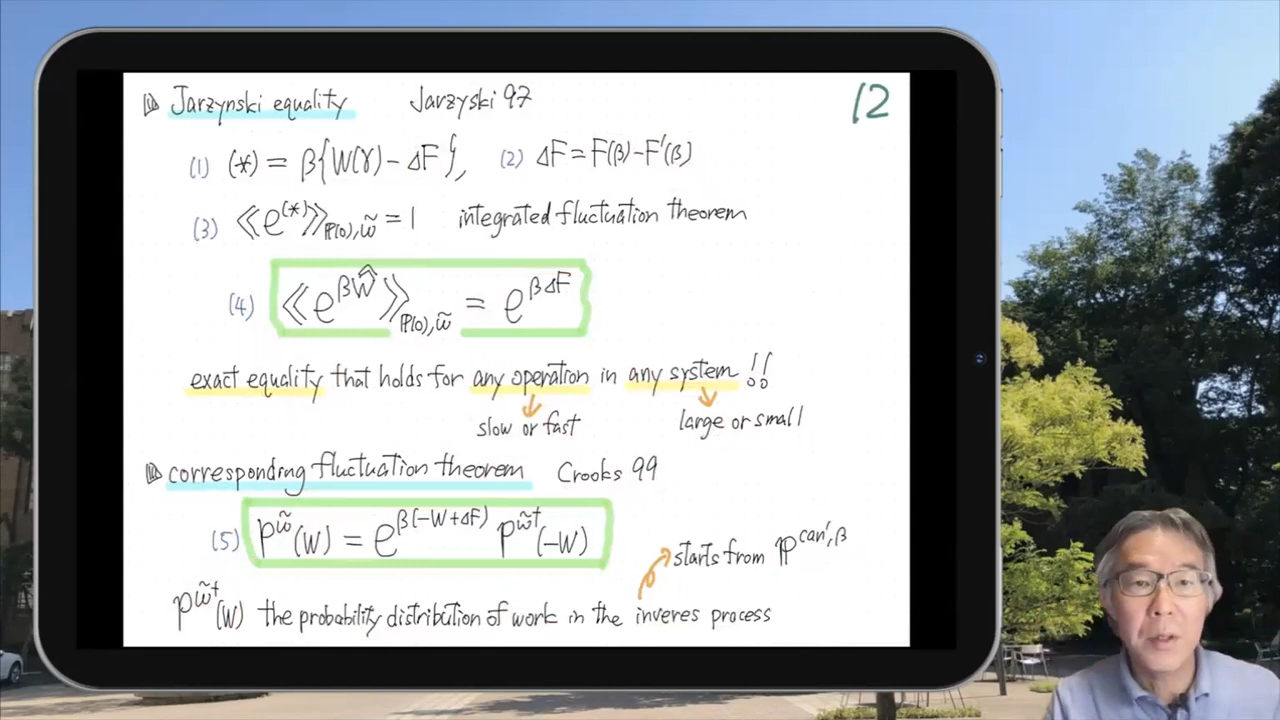 Jarzynski equality Jarzyski 97
12
(1) (*) = β{W(γ) − ΔF}, (2) ΔF = F(β) − F'(β)
(3) ⟪e^(*)⟫_{ℙ(0),ω̃} = 1 integrated fluctuation theorem
(4) ⟪e^{βŴ}⟫_{ℙ(0),ω̃} = e^{βΔF}
exact equality that holds for any operation in any system !!
slow or fast large or small
corresponding fluctuation theorem Crooks 99
(5) p^{ω̃}(W) = e^{β(−W+ΔF)} p^{ω̃†}(−W)
starts from ℙ^{can',β}
p^{ω̃†}(W) the probability distribution of work in the inveres process